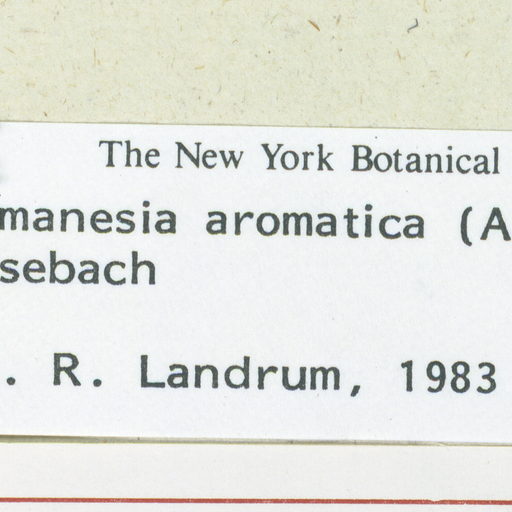 The New York Botanical
manesia aromatica (A
sebach
. R. Landrum, 1983